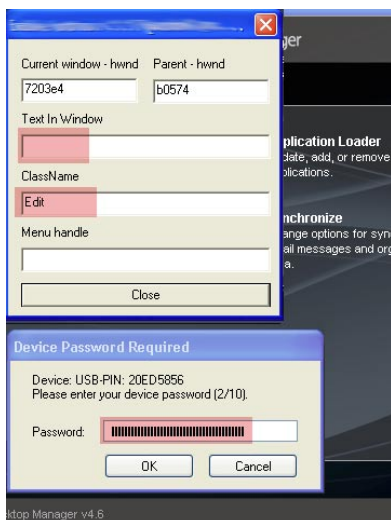 ger
Current window - hwnd Parent - hwnd
7203e4 b0574
Text In Window
ClassName
Edit
Menu handle
Close
plication Loader
date, add, or remove
plications.
nchronize
ange options for syn
ail messages and org
a.
Device Password Required
Device: USB-PIN: 20ED5856
Please enter your device password (2/10).
Password:
OK Cancel
ktop Manager v4.6